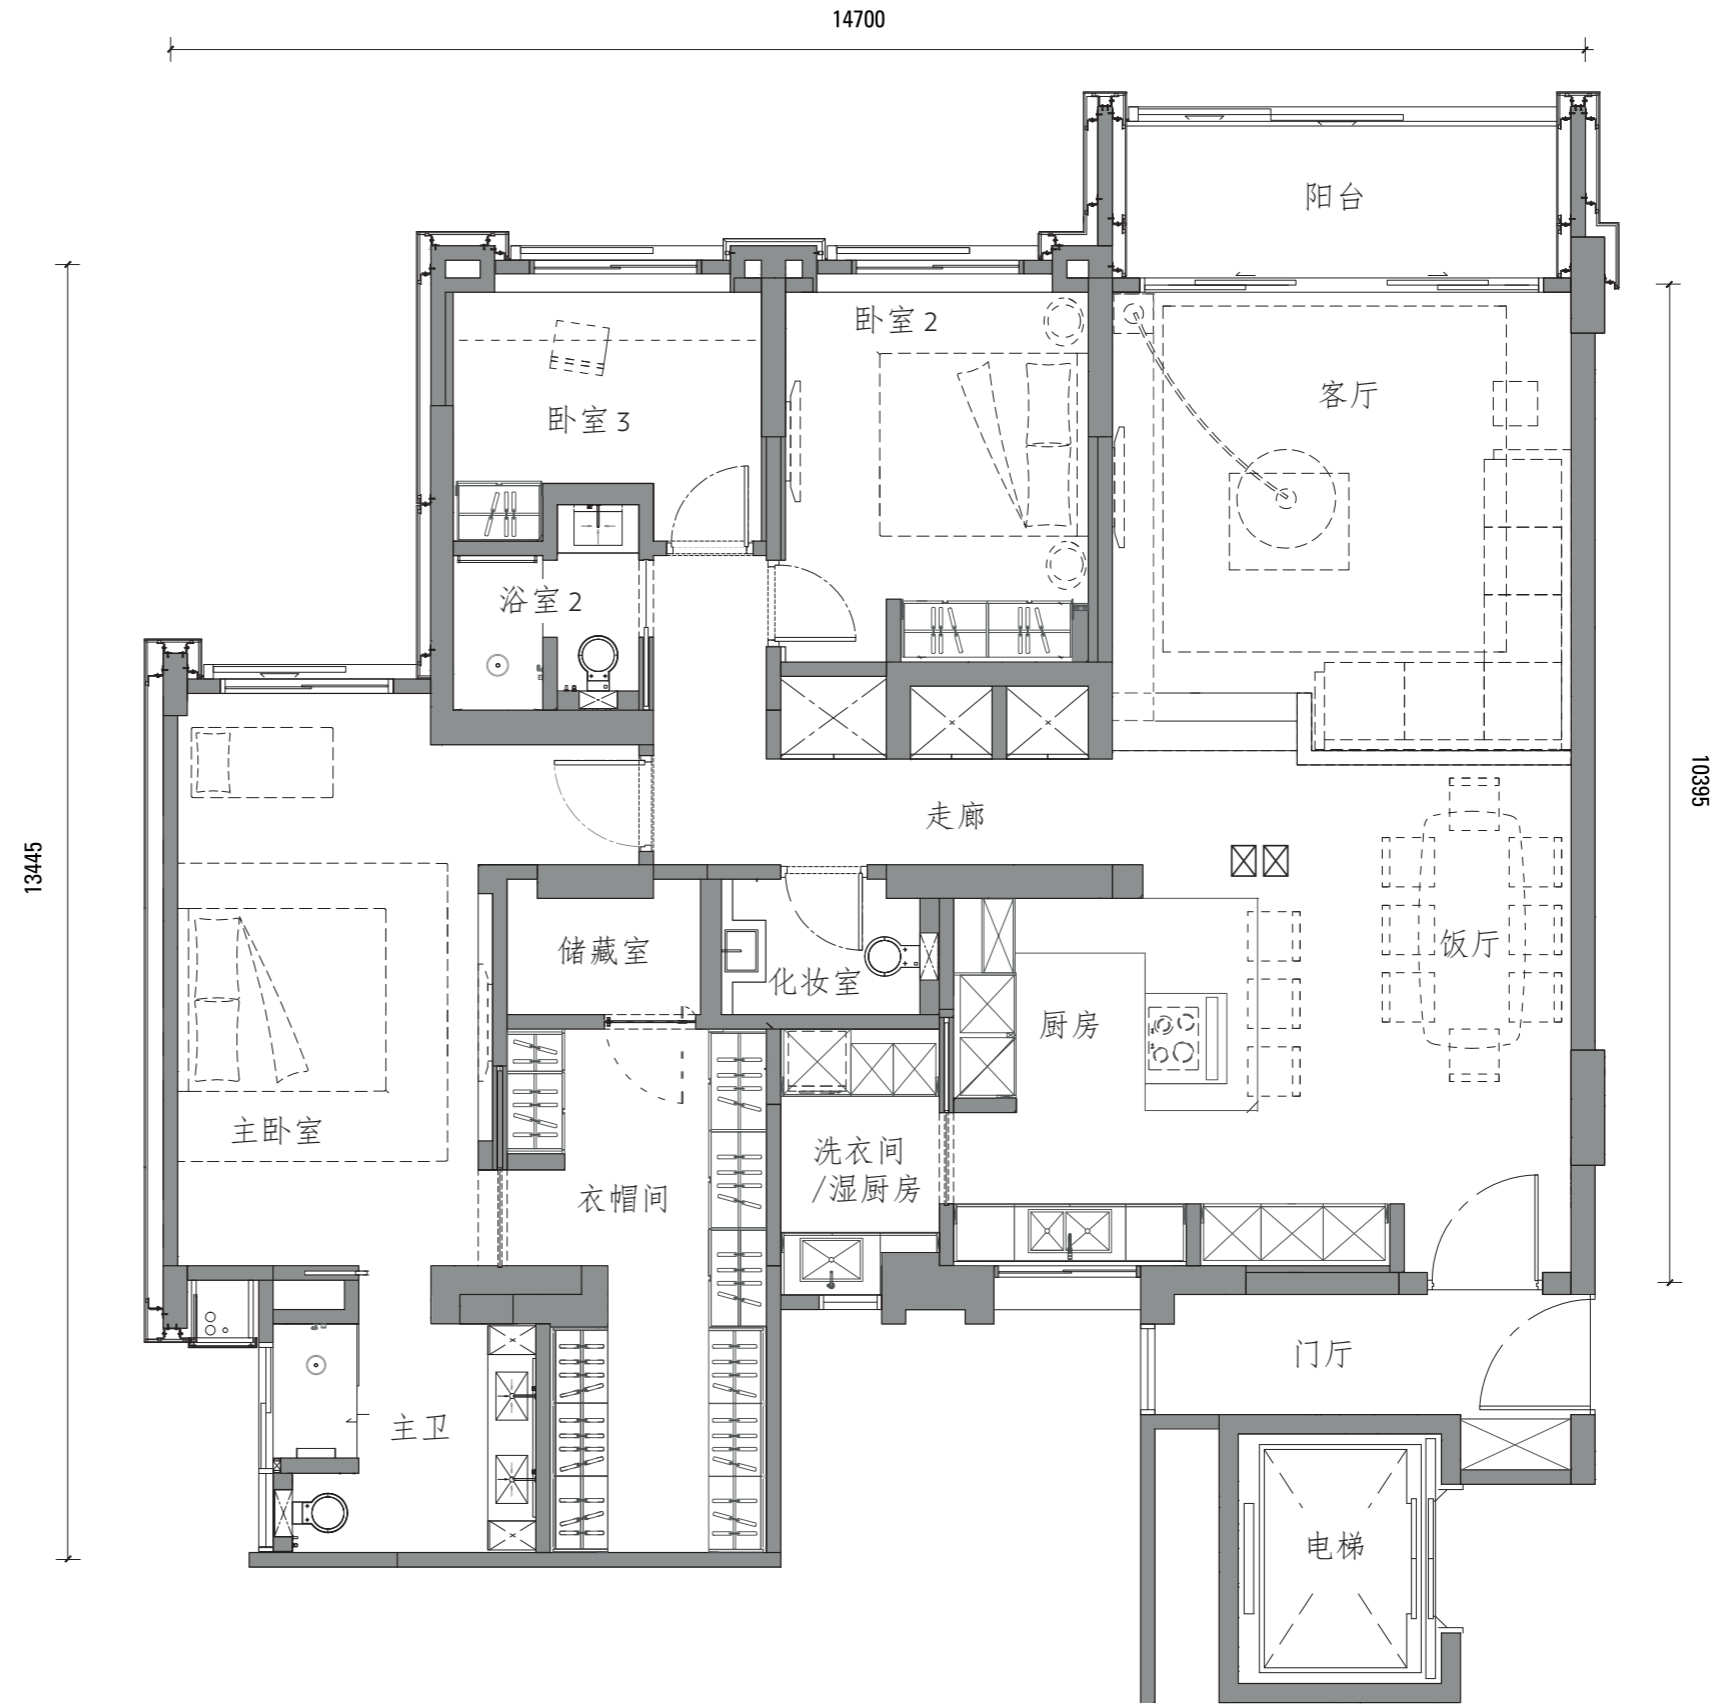 14700
阳台
卧室 2
客厅
卧室 3
浴室 2
10395
走廊
13445
饭厅
储藏室
化妆室
厨房
主卧室
洗衣间
/湿厨房
衣帽间
门厅
主卫
电梯